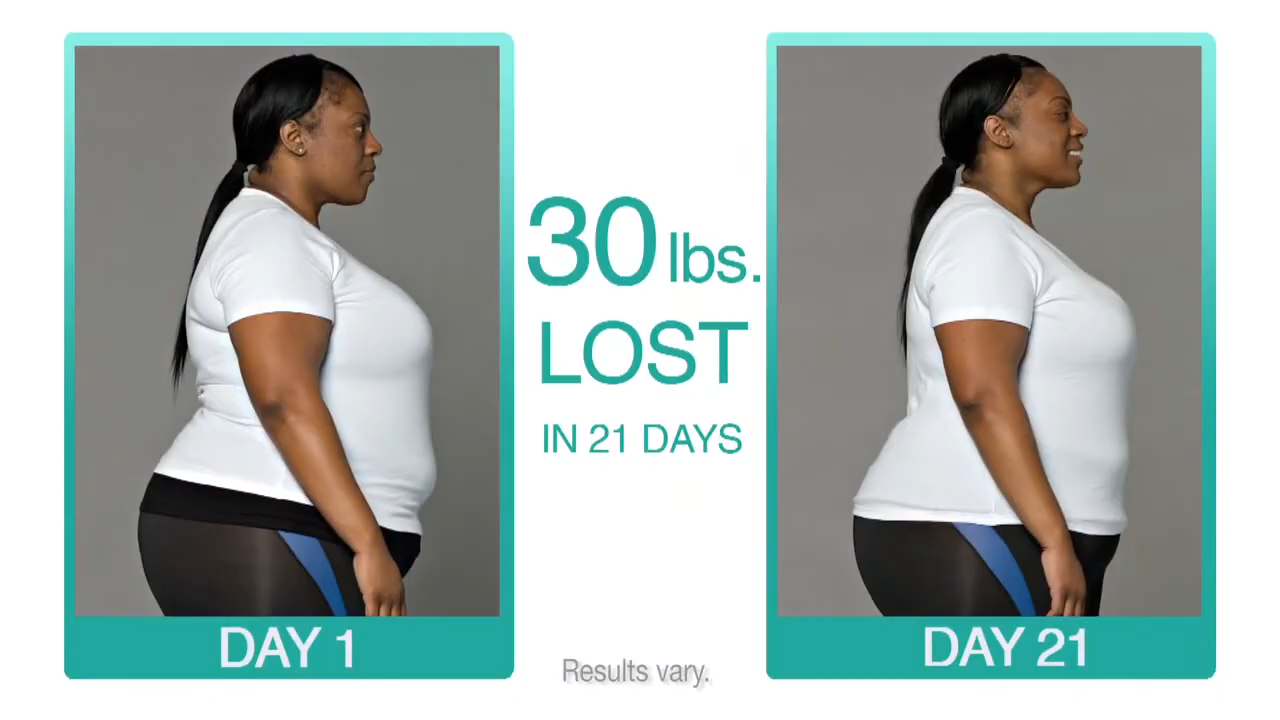 30 lbs.
LOST
IN 21 DAYS
DAY 1
DAY 21
Results vary.